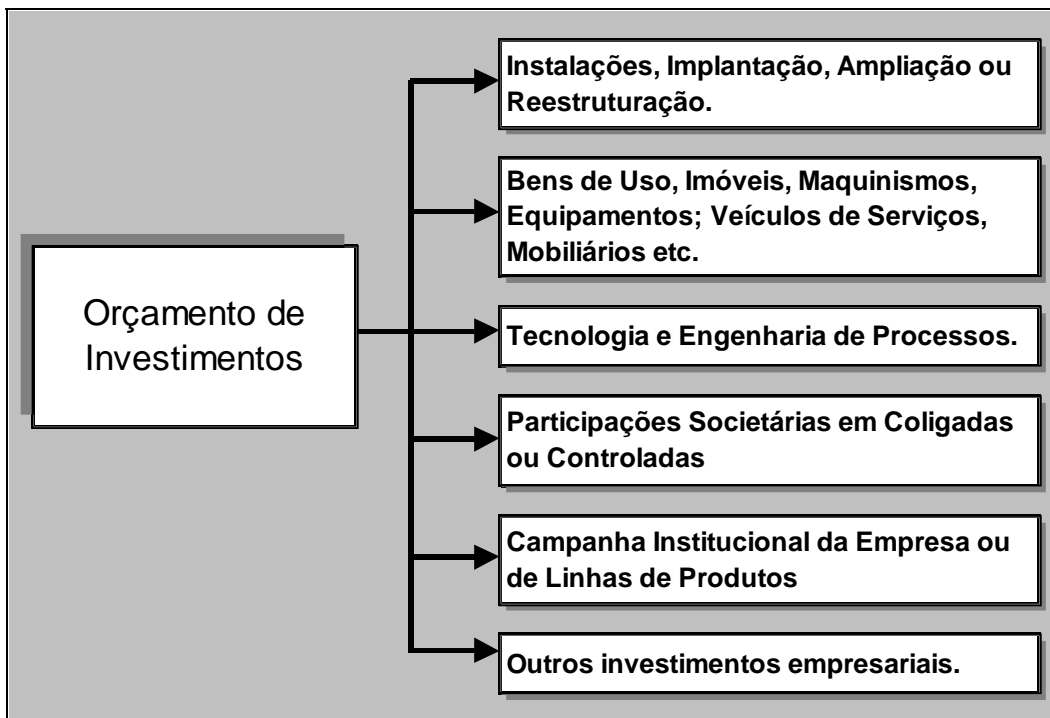 Instalações, Implantação, Ampliação ou
Reestruturação.
Bens de Uso, Imóveis, Maquinismos,
Equipamentos; Veículos de Serviços,
Mobiliários etc.
Orçamento de
Investimentos
Tecnologia e Engenharia de Processos.
Participações Societárias em Coligadas
ou Controladas
Campanha Institucional da Empresa ou
de Linhas de Produtos
Outros investimentos empresariais.